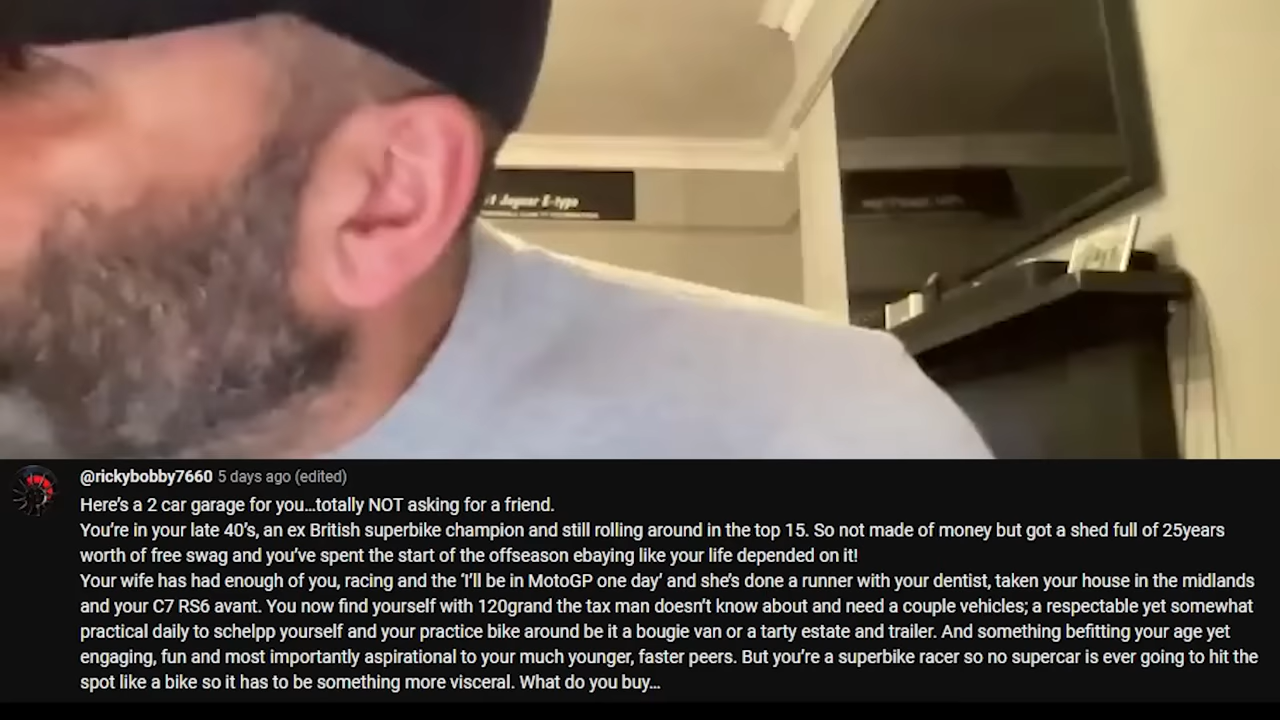 Jaguar E-type
@rickybobby7660 5 days ago (edited)
Here's a 2 car garage for you...totally NOT asking for a friend.
You're in your late 40's, an ex British superbike champion and still rolling around in the top 15. So not made of money but got a shed full of 25years
worth of free swag and you've spent the start of the offseason ebaying like your life depended on it!
Your wife has had enough of you, racing and the 'I'll be in MotoGP one day' and she's done a runner with your dentist, taken your house in the midlands
and your C7 RS6 avant. You now find yourself with 120grand the tax man doesn't know about and need a couple vehicles; a respectable yet somewhat
practical daily to schelpp yourself and your practice bike around be it a bougie van or a tarty estate and trailer. And something befitting your age yet
engaging, fun and most importantly aspirational to your much younger, faster peers. But you're a superbike racer so no supercar is ever going to hit the
spot like a bike so it has to be something more visceral. What do you buy...